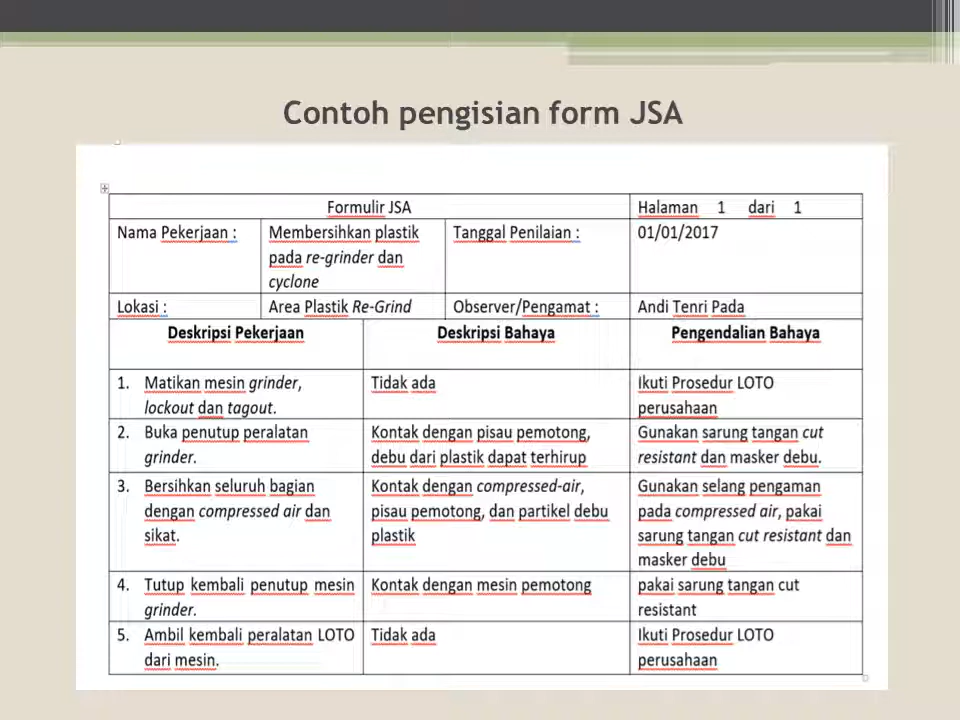 Contoh pengisian form JSA
Formulir JSA
Halaman 1 dari 1
Nama Pekerjaan :
Membersihkan plastik
pada re-grinder dan
cyclone
Tanggal Penilaian :
01/01/2017
Lokasi :
Area Plastik Re-Grind
Observer/Pengamat :
Andi Tenri Pada
Deskripsi Pekerjaan
Deskripsi Bahaya
Pengendalian Bahaya
1. Matikan mesin grinder,
lockout dan tagout.
Tidak ada
Ikuti Prosedur LOTO
perusahaan
2. Buka penutup peralatan
grinder.
Kontak dengan pisau pemotong,
debu dari plastik dapat terhirup
Gunakan sarung tangan cut
resistant dan masker debu.
3. Bersihkan seluruh bagian
dengan compressed air dan
sikat.
Kontak dengan compressed-air,
pisau pemotong, dan partikel debu
plastik
Gunakan selang pengaman
pada compressed air, pakai
sarung tangan cut resistant dan
masker debu
4. Tutup kembali penutup mesin
grinder.
Kontak dengan mesin pemotong
pakai sarung tangan cut
resistant
5. Ambil kembali peralatan LOTO
dari mesin.
Tidak ada
Ikuti Prosedur LOTO
perusahaan